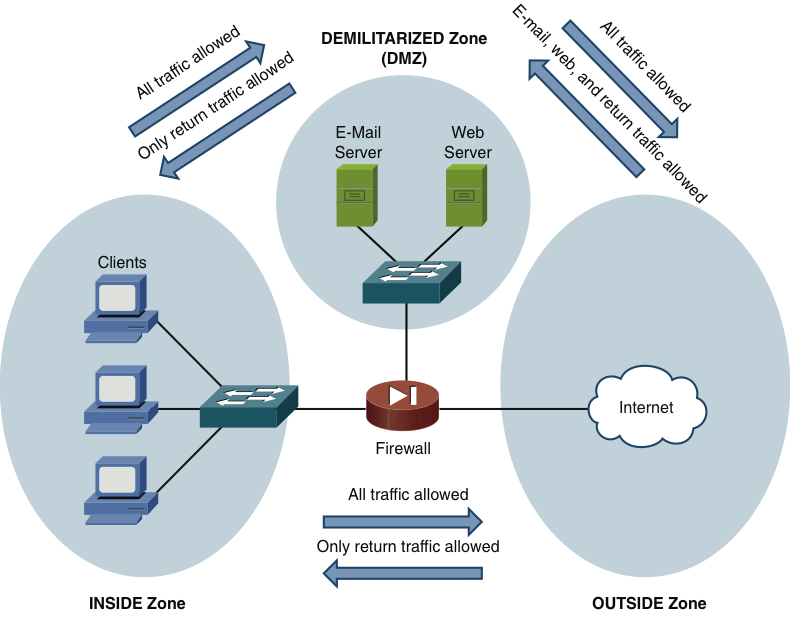 DEMILITARIZED Zone
(DMZ)
All traffic allowed
Only return traffic allowed
All traffic allowed
E-mail, web, and return traffic allowed
E-Mail
Server
Web
Server
Clients
Internet
Firewall
All traffic allowed
Only return traffic allowed
INSIDE Zone
OUTSIDE Zone